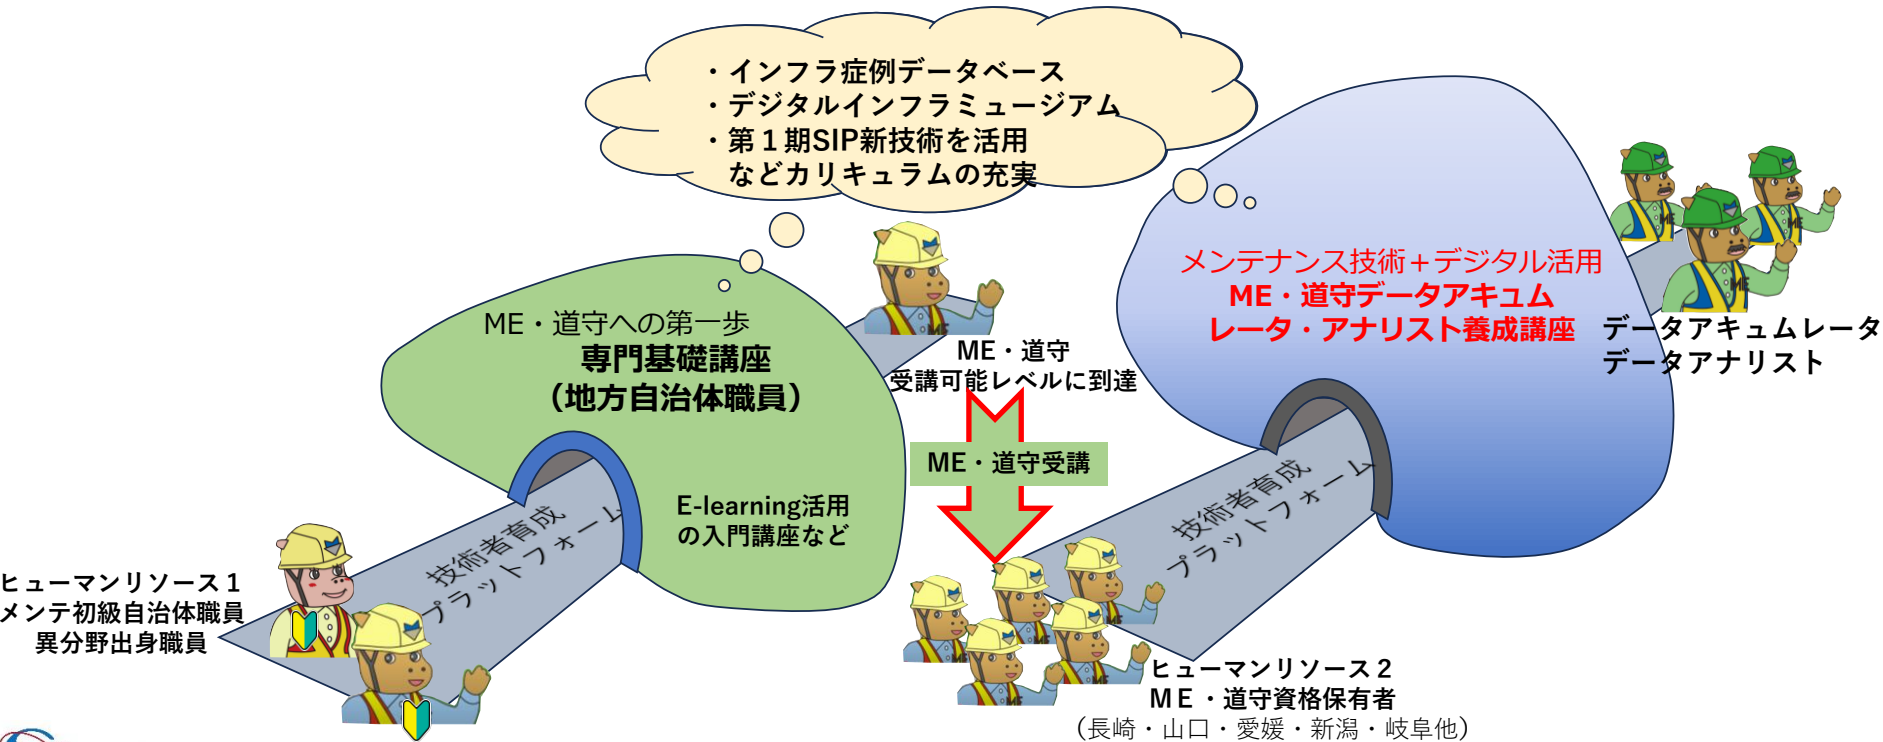 ・インフラ症例データベース
・デジタルインフラミュージアム
・第１期SIP新技術を活用
などカリキュラムの充実
ME・道守への第一歩
専門基礎講座
（地方自治体職員）
E-learning活用
の入門講座など
技術者育成
プラットフォーム
ヒューマンリソース１
メンテ初級自治体職員
異分野出身職員
ME・道守
受講可能レベルに到達
ME・道守受講
メンテナンス技術＋デジタル活用
ME・道守データアキュム
レータ・アナリスト養成講座
データアキュムレータ
データアナリスト
技術者育成
プラットフォーム
ヒューマンリソース２
ＭＥ・道守資格保有者
（長崎・山口・愛媛・新潟・岐阜他）
ME
ME
ME
ME
ME
ME